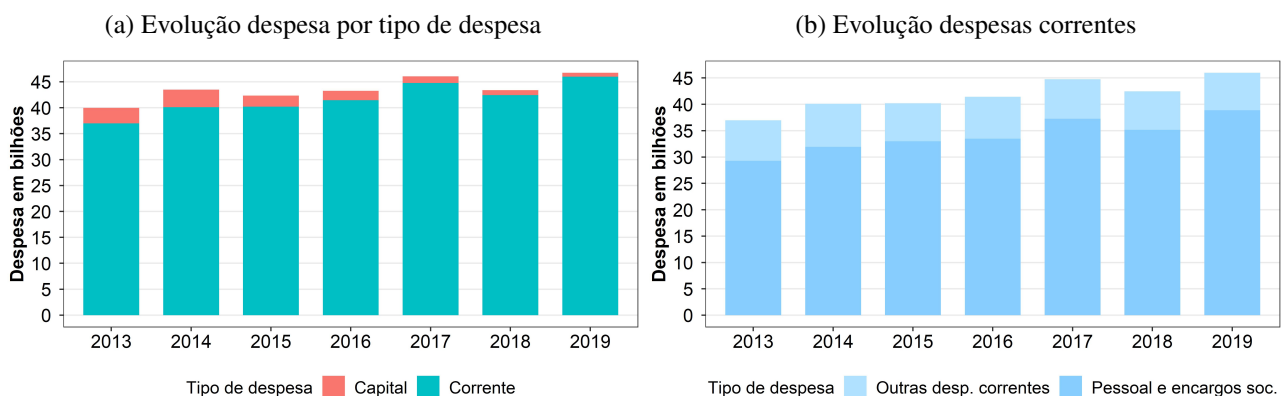 (a) Evolução despesa por tipo de despesa
Despesa em bilhões
45
40
35
30
25
20
15
10
5
0
2013 2014 2015 2016 2017 2018 2019
Tipo de despesa Capital Corrente
(b) Evolução despesas correntes
Despesa em bilhões
45
40
35
30
25
20
15
10
5
0
2013 2014 2015 2016 2017 2018 2019
Tipo de despesa Outras desp. correntes Pessoal e encargos soc.